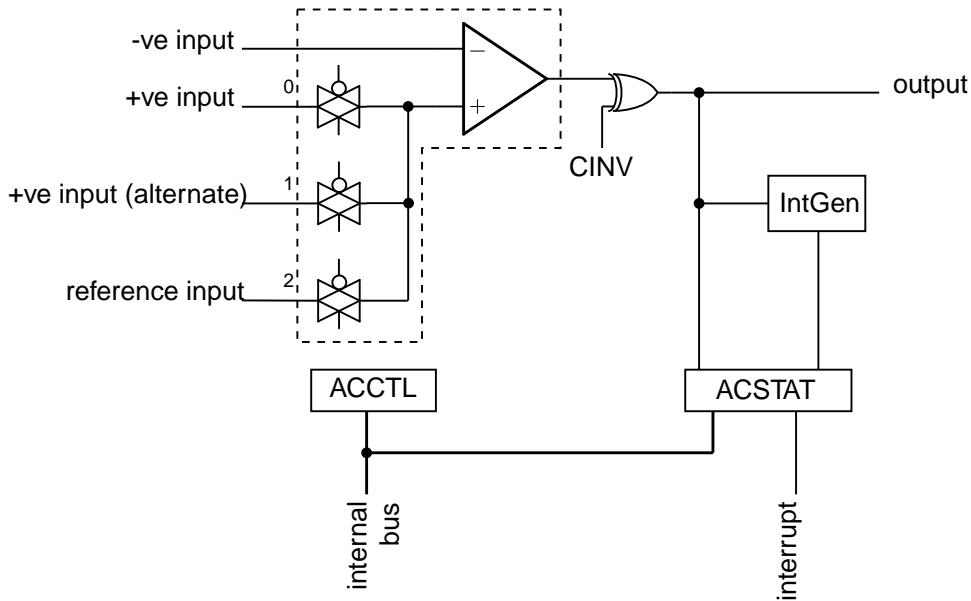 -ve input
−
output
+ve input
0
+
CINV
+ve input (alternate)
1
IntGen
reference input
2
ACCTL
ACSTAT
internal
bus
interrupt